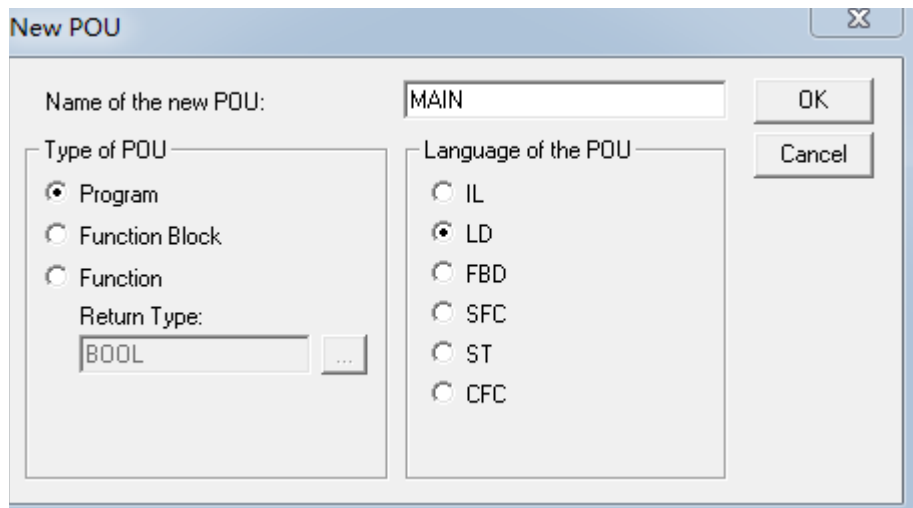 New POU
Name of the new POU:
MAIN
OK
Cancel
Type of POU
Program
Function Block
Function
Return Type:
BOOL
...
Language of the POU
IL
LD
FBD
SFC
ST
CFC